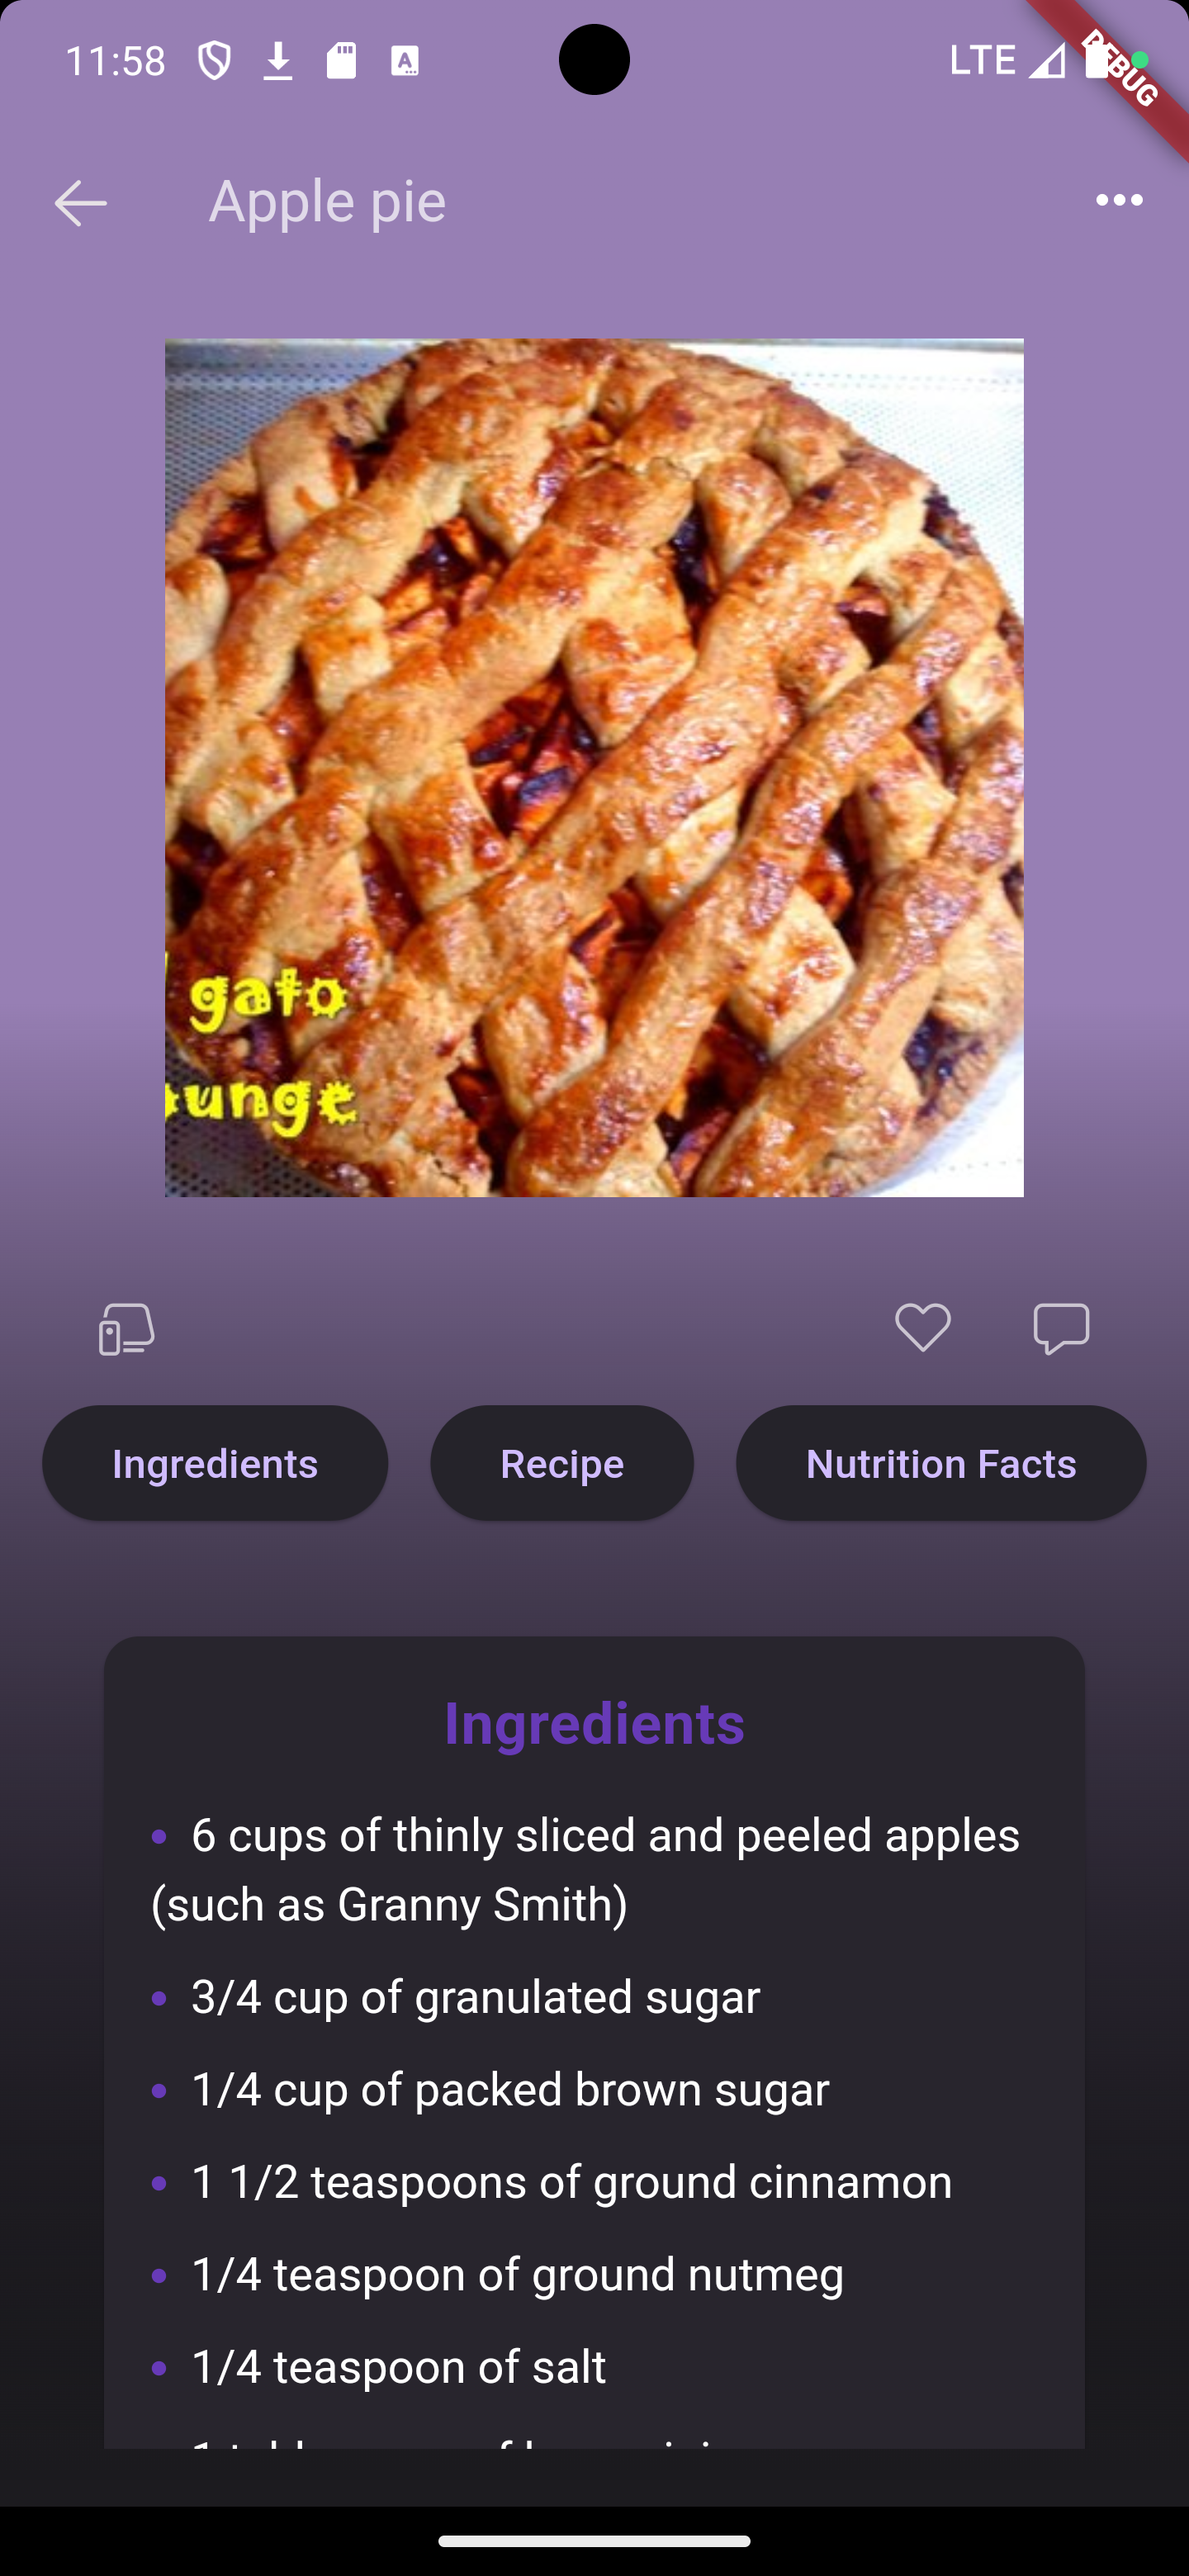 11:58
LTE
DEBUG
Apple pie
gato
unge
Ingredients
Recipe
Nutrition Facts
Ingredients
• 6 cups of thinly sliced and peeled apples
(such as Granny Smith)
• 3/4 cup of granulated sugar
• 1/4 cup of packed brown sugar
• 1 1/2 teaspoons of ground cinnamon
• 1/4 teaspoon of ground nutmeg
• 1/4 teaspoon of salt